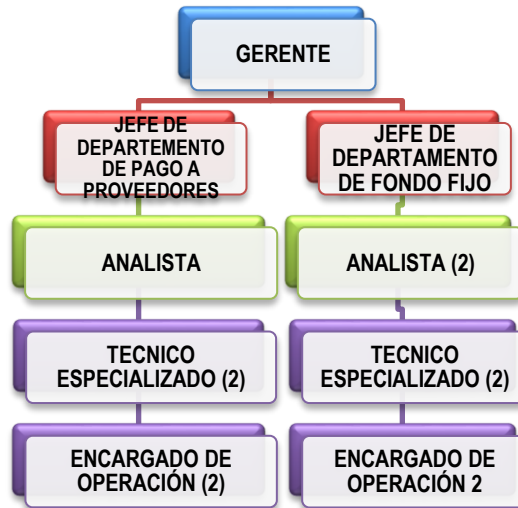 GERENTE
JEFE DE
DEPARTEMENTO
DE PAGO A
PROVEEDORES
JEFE DE
DEPARTAMENTO
DE FONDO FIJO
ANALISTA
ANALISTA (2)
TECNICO
ESPECIALIZADO (2)
TECNICO
ESPECIALIZADO (2)
ENCARGADO DE
OPERACIÓN (2)
ENCARGADO DE
OPERACIÓN 2